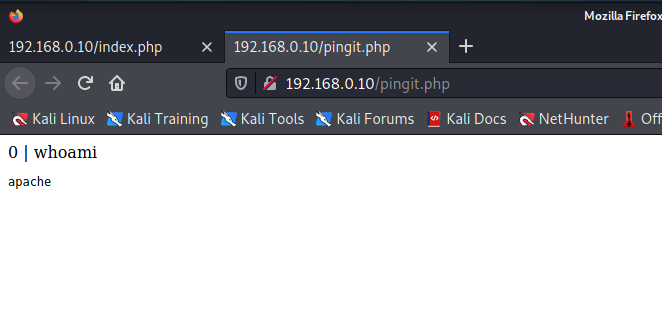 Mozilla Firefox
192.168.0.10/index.php 192.168.0.10/pingit.php
192.168.0.10/pingit.php
Kali Linux Kali Training Kali Tools Kali Forums Kali Docs NetHunter Off
0 | whoami
apache